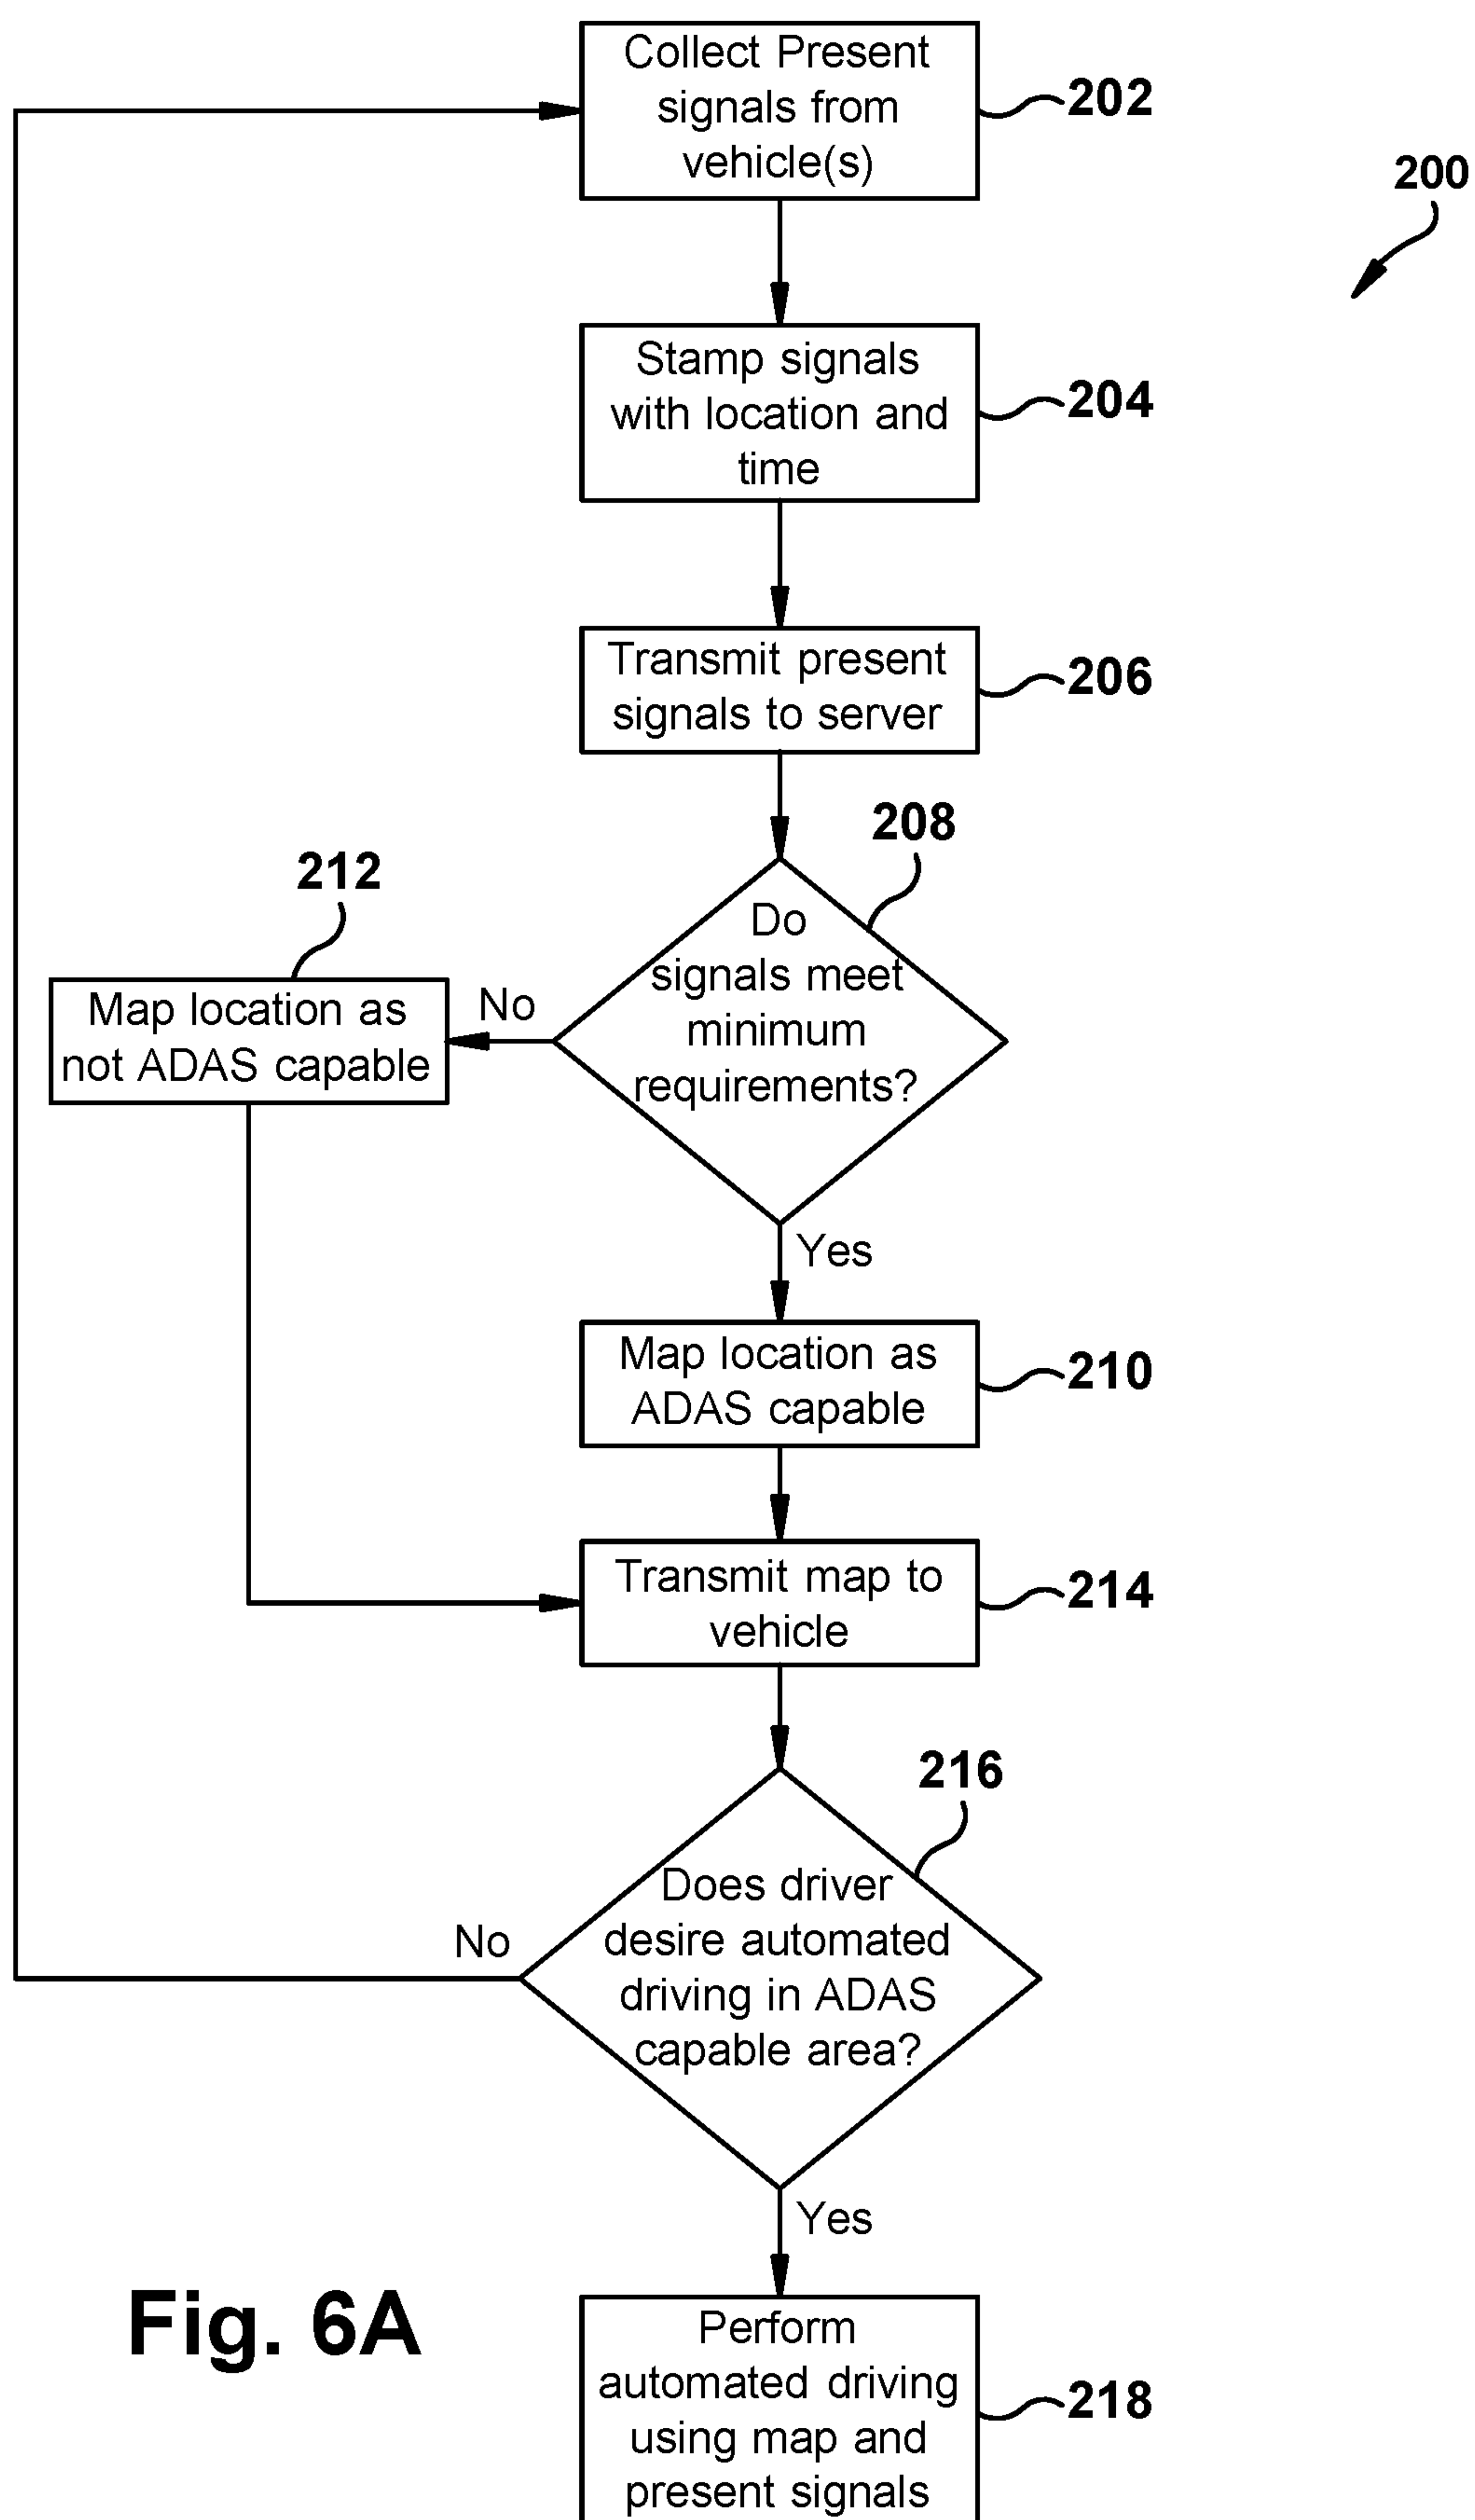 Collect Present
signals from
vehicle(s)
202
200
Stamp signals
with location and
time
204
Transmit present
signals to server
206
208
212
Do
signals meet
minimum
requirements?
No
Map location as
not ADAS capable
Yes
Map location as
ADAS capable
210
Transmit map to
vehicle
214
216
Does driver
desire automated
driving in ADAS
capable area?
No
Yes
Perform
automated driving
using map and
present signals
218
Fig. 6A